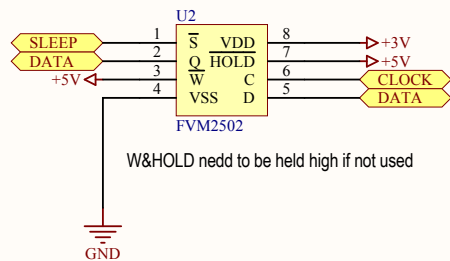 U2
SLEEP 1 S VDD 8 +3V
DATA 2 Q HOLD 7 +5V
+5V 3 W C 6 CLOCK
4 VSS D 5 DATA
FVM2502
W&HOLD nedd to be held high if not used
GND